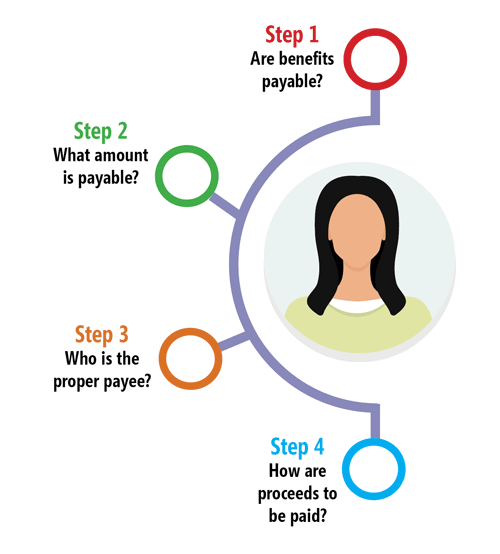 Step 1
Are benefits
payable?
Step 2
What amount
is payable?
Step 3
Who is the
proper payee?
Step 4
How are
proceeds to
be paid?